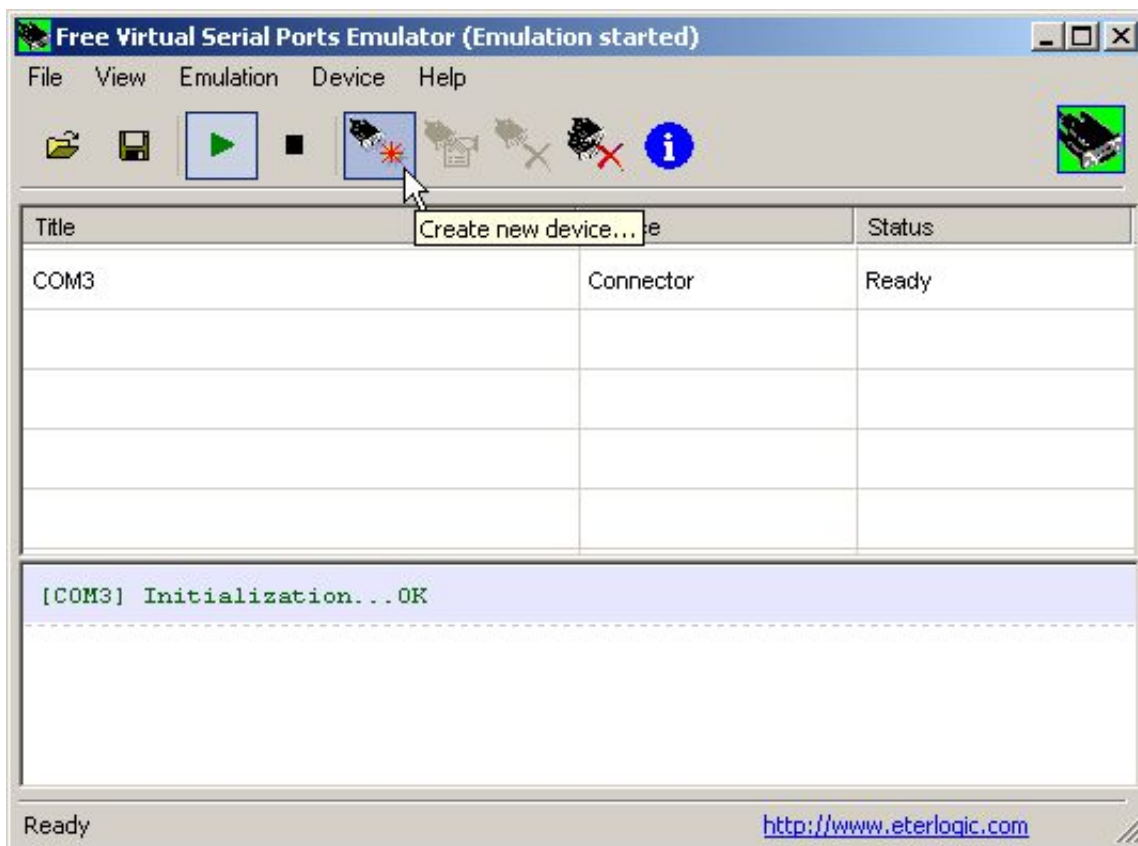 Free Virtual Serial Ports Emulator (Emulation started)
File View Emulation Device Help
i
Title Create new device... Status
COM3 Connector Ready
[COM3] Initialization...OK
Ready http://www.eterlogic.com